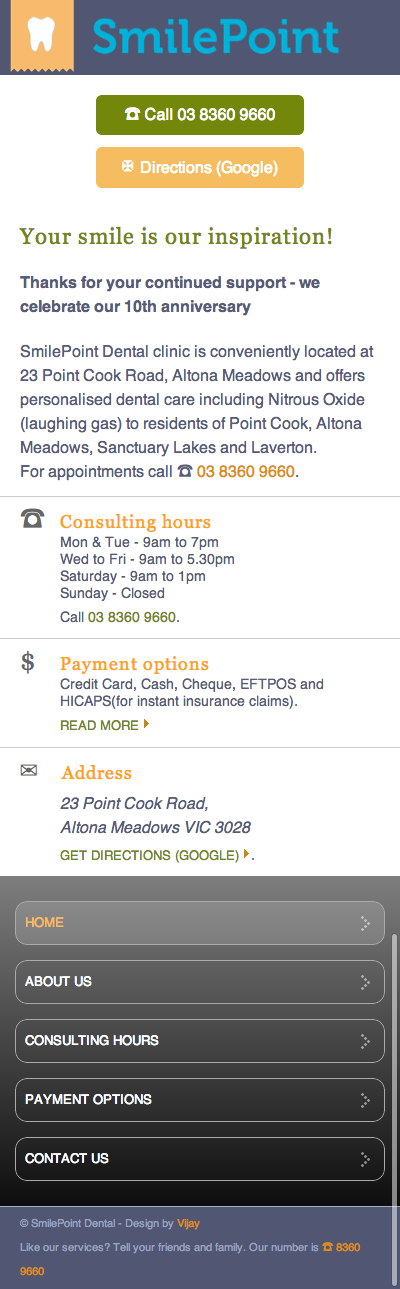 SmilePoint
☎ Call 03 8360 9660
✠ Directions (Google)
Your smile is our inspiration!
Thanks for your continued support - we
celebrate our 10th anniversary
SmilePoint Dental clinic is conveniently located at
23 Point Cook Road, Altona Meadows and offers
personalised dental care including Nitrous Oxide
(laughing gas) to residents of Point Cook, Altona
Meadows, Sanctuary Lakes and Laverton.
For appointments call ☎ 03 8360 9660.
☎ Consulting hours
Mon & Tue - 9am to 7pm
Wed to Fri - 9am to 5.30pm
Saturday - 9am to 1pm
Sunday - Closed
Call 03 8360 9660.
$ Payment options
Credit Card, Cash, Cheque, EFTPOS and
HICAPS(for instant insurance claims).
READ MORE
✉ Address
23 Point Cook Road,
Altona Meadows VIC 3028
GET DIRECTIONS (GOOGLE) .
HOME
ABOUT US
CONSULTING HOURS
PAYMENT OPTIONS
CONTACT US
© SmilePoint Dental - Design by Vijay
Like our services? Tell your friends and family. Our number is ☎ 8360
9660